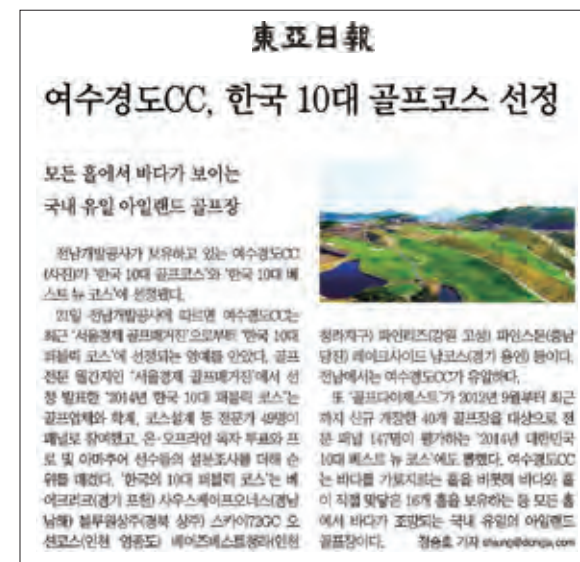 東亞日報
여수경도CC, 한국 10대 골프코스 선정
모든 홀에서 바다가 보이는
국내 유일 아일랜드 골프장
전남개발공사가 보유하고 있는 여수경도CC
(사진)가 '한국 10대 골프코스'와 '한국 10대 베
스트 뉴 코스'에 선정됐다.
21일 전남개발공사에 따르면 여수경도CC는
최근 '서울경제 골프매거진'으로부터 '한국 10대
퍼블릭 코스'에 선정되는 영예를 안았다. 골프
전문 월간지인 '서울경제 골프매거진'에서 선
정 발표한 '2014년 한국 10대 퍼블릭 코스'는
골프업체와 학계, 코스설계 등 전문가 49명이
패널로 참여했고, 온·오프라인 독자 투표와 프
로 및 아마추어 선수들의 설문조사를 더해 순
위를 매겼다. '한국의 10대 퍼블릭 코스'는 베
어크리크(경기 포천) 사우스케이프오너스(경남
남해) 블루원상주(경북 상주) 스카이72GC 오
션코스(인천 영종도) 베어즈베스트청라(인천
청라지구) 파인리즈(강원 고성) 파인스톤(충남
당진) 레이크사이드 남코스(경기 용인) 등이다.
전남에서는 여수경도CC가 유일하다.
또 '골프다이제스트'가 2012년 9월부터 최근
까지 신규 개장한 40개 골프장을 대상으로 전
문 패널 147명이 평가하는 '2014년 대한민국
10대 베스트 뉴 코스'에도 뽑혔다. 여수경도CC
는 바다를 가로지르는 홀을 비롯해 바다와 홀
이 직접 맞닿은 16개 홀을 보유하는 등 모든 홀
에서 바다가 조망되는 국내 유일의 아일랜드
골프장이다. 정승호 기자 shung@donga.com